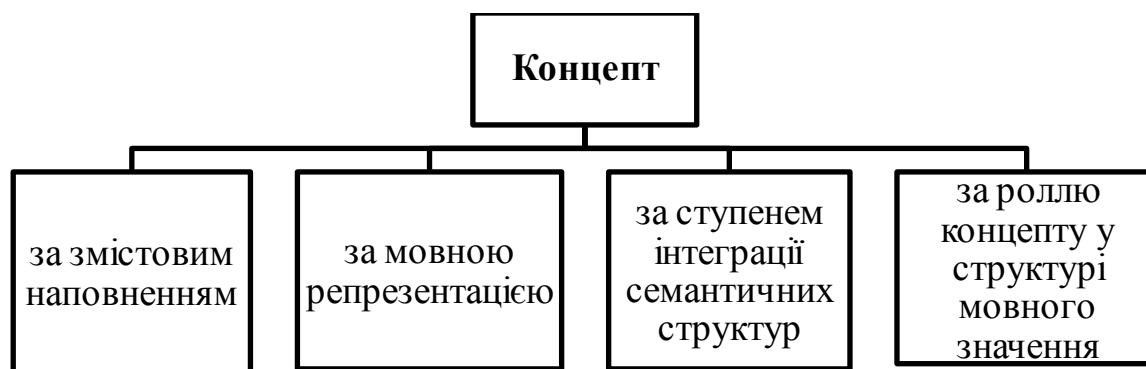 Концепт
за змістовим
наповненням
за мовною
репрезентацією
за ступенем
інтеграції
семантичних
структур
за роллю
концепту у
структурі
мовного
значення